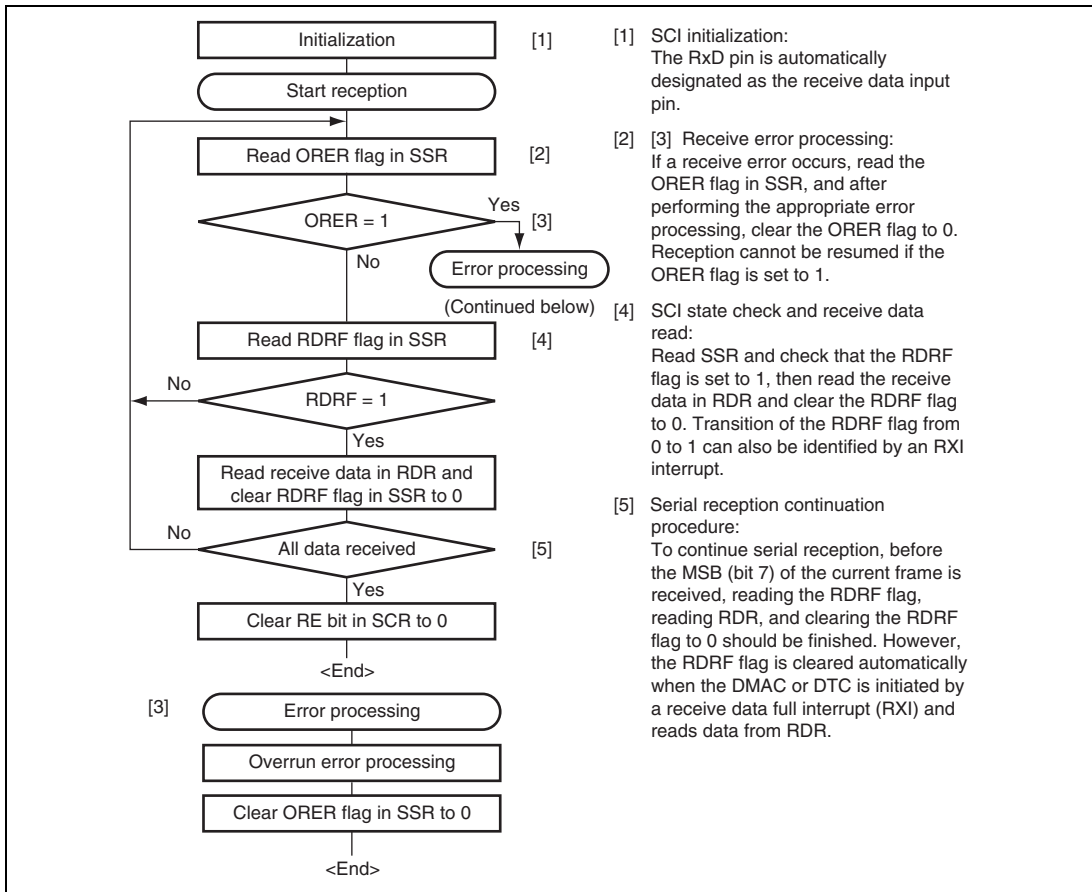 Initialization
[1]
Start reception
Read ORER flag in SSR
[2]
ORER = 1
Yes
[3]
No
Error processing
(Continued below)
Read RDRF flag in SSR
[4]
No
RDRF = 1
Yes
Read receive data in RDR and
clear RDRF flag in SSR to 0
No
All data received
[5]
Yes
Clear RE bit in SCR to 0
<End>
[3]
Error processing
Overrun error processing
Clear ORER flag in SSR to 0
<End>
[1] SCI initialization:
The RxD pin is automatically
designated as the receive data input
pin.
[2] [3] Receive error processing:
If a receive error occurs, read the
ORER flag in SSR, and after
performing the appropriate error
processing, clear the ORER flag to 0.
Reception cannot be resumed if the
ORER flag is set to 1.
[4] SCI state check and receive data
read:
Read SSR and check that the RDRF
flag is set to 1, then read the receive
data in RDR and clear the RDRF flag
to 0. Transition of the RDRF flag from
0 to 1 can also be identified by an RXI
interrupt.
[5] Serial reception continuation
procedure:
To continue serial reception, before
the MSB (bit 7) of the current frame is
received, reading the RDRF flag,
reading RDR, and clearing the RDRF
flag to 0 should be finished. However,
the RDRF flag is cleared automatically
when the DMAC or DTC is initiated by
a receive data full interrupt (RXI) and
reads data from RDR.